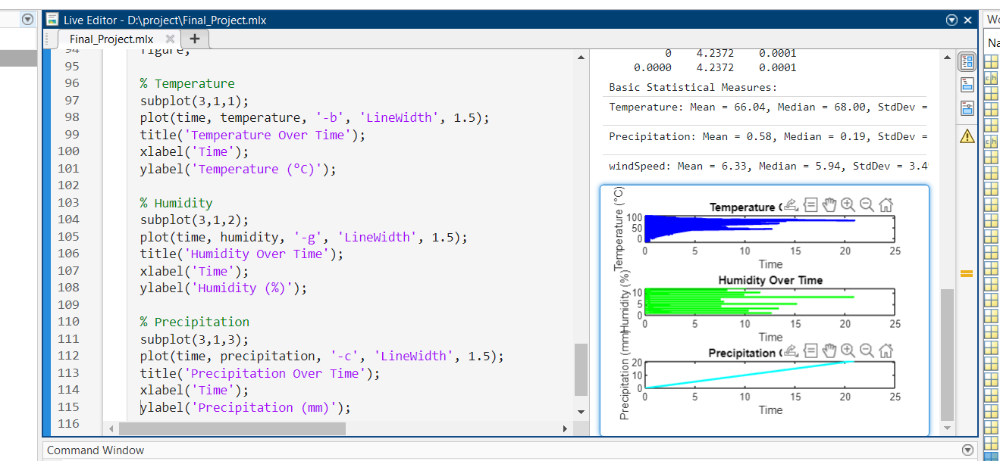 Live Editor - D:\project\Final_Project.mlx
Wo
Final_Project.mlx
Na
94 figure;
95
96 % Temperature
97 subplot(3,1,1);
98 plot(time, temperature, '-b', 'LineWidth', 1.5);
99 title('Temperature Over Time');
100 xlabel('Time');
101 ylabel('Temperature (°C)');
102
103 % Humidity
104 subplot(3,1,2);
105 plot(time, humidity, '-g', 'LineWidth', 1.5);
106 title('Humidity Over Time');
107 xlabel('Time');
108 ylabel('Humidity (%)');
109
110 % Precipitation
111 subplot(3,1,3);
112 plot(time, precipitation, '-c', 'LineWidth', 1.5);
113 title('Precipitation Over Time');
114 xlabel('Time');
115 ylabel('Precipitation (mm)');
116
0 4.2372 0.0001
0.0000 4.2372 0.0001
Basic Statistical Measures:
Temperature: Mean = 66.04, Median = 68.00, StdDev =
Precipitation: Mean = 0.58, Median = 0.19, StdDev =
windSpeed: Mean = 6.33, Median = 5.94, StdDev = 3.4
Temperature (
Temperature (°C)
100
50
0
0 5 10 15 20 25
Time
Humidity Over Time
Humidity (%)
10
5
0
0 5 10 15 20 25
Time
Precipitation (
Precipitation (mm)
20
10
0
0 5 10 15 20 25
Time
ch
ch
Command Window